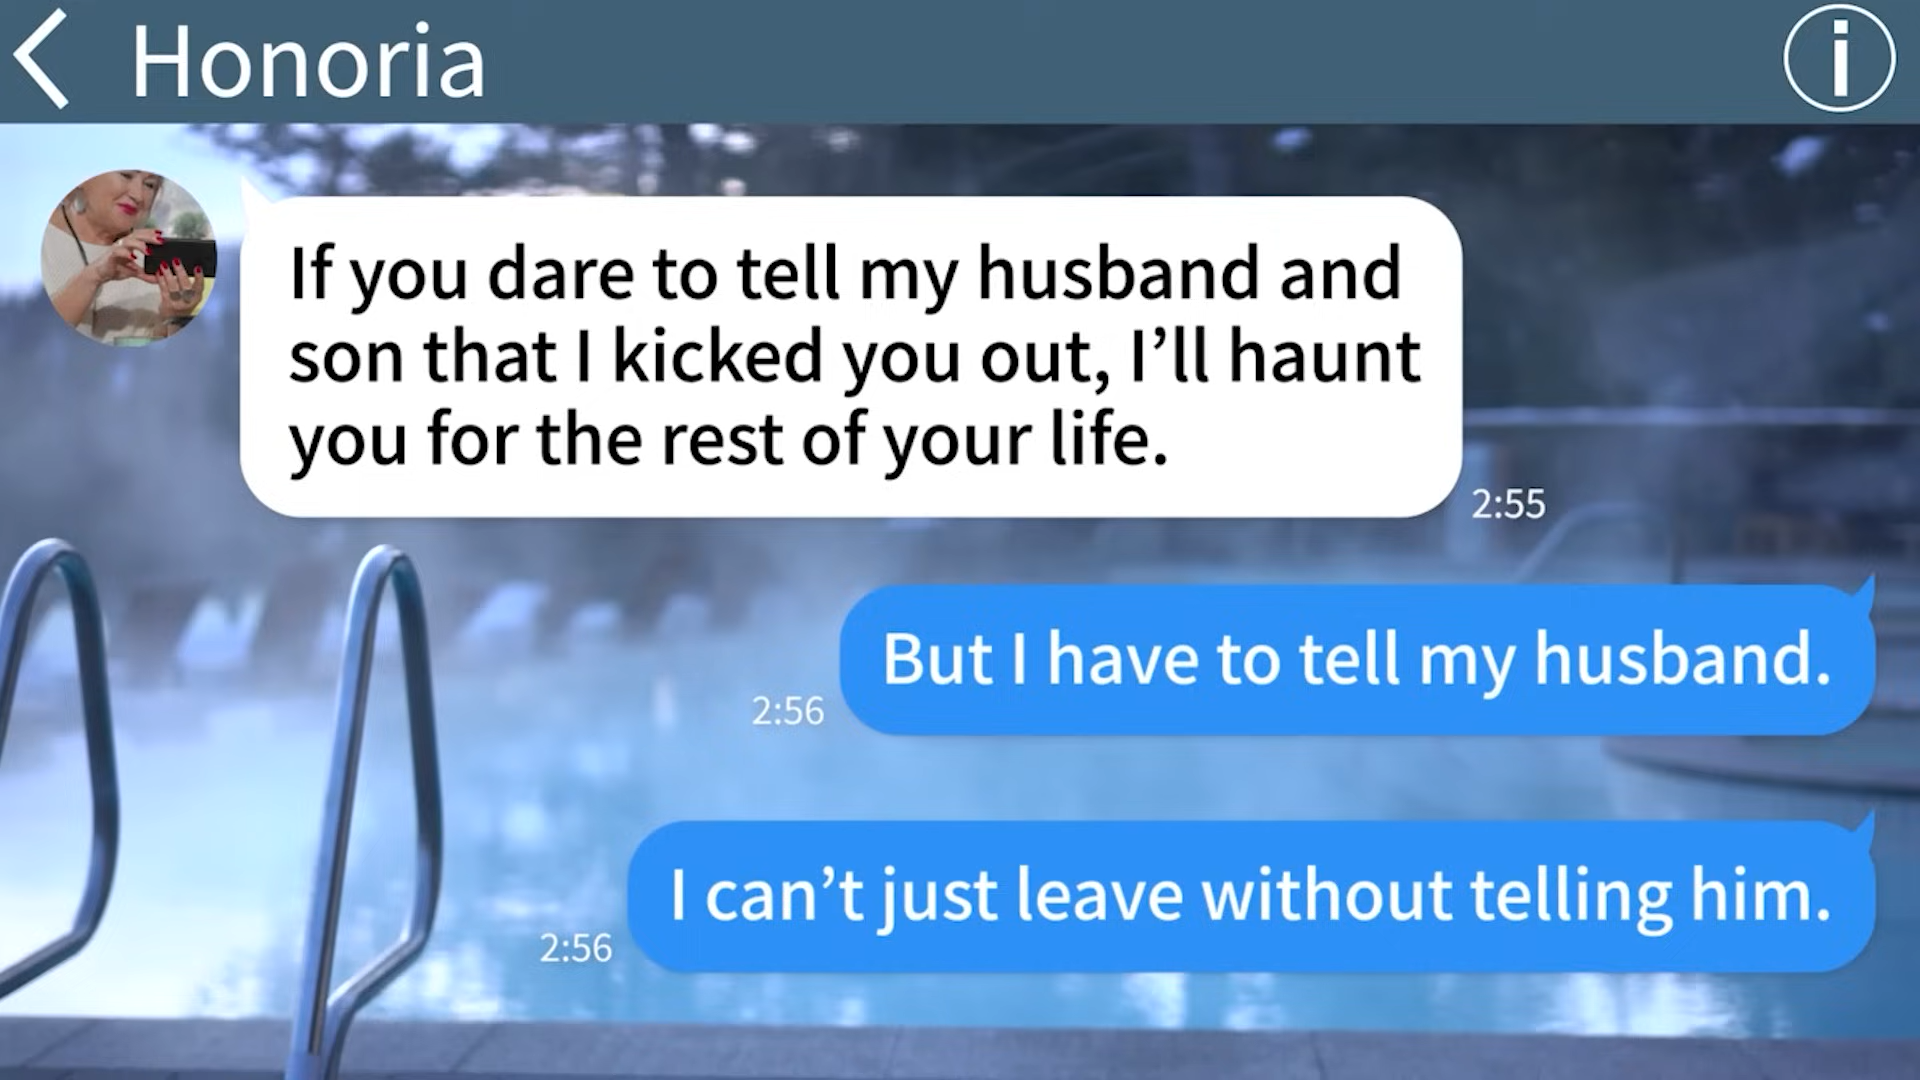 Honoria
If you dare to tell my husband and
son that I kicked you out, I’ll haunt
you for the rest of your life.
2:55
But I have to tell my husband.
2:56
I can’t just leave without telling him.
2:56